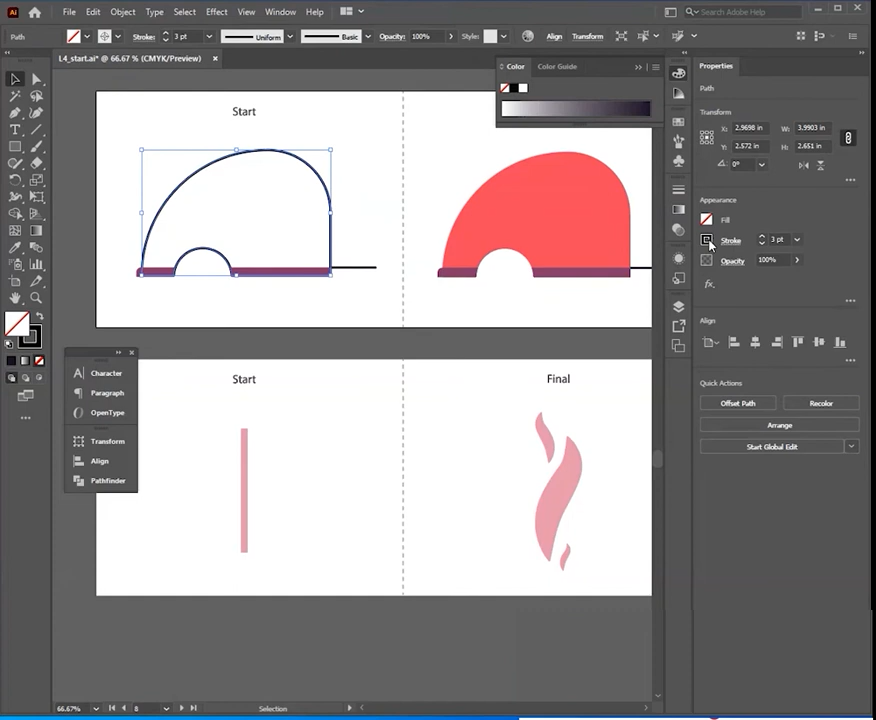 Ai File Edit Object Type Select Effect View Window Help Search Adobe Help
Path Stroke: 3 pt Uniform Basic Opacity: 100% Style: Align Transform
L4_start.ai* @ 66.67 % (CMYK/Preview) ×
Color Color Guide
Properties
Path
Transform
X: 2.9698 in W: 3.9903 in
Y: 2.572 in H: 2.651 in
0°
Appearance
Fill
Stroke 3 pt
Opacity 100%
fx.
Align
Quick Actions
Offset Path Recolor
Arrange
Start Global Edit
Start
Start
Final
Character
Paragraph
OpenType
Transform
Align
Pathfinder
66.67% 8 Selection